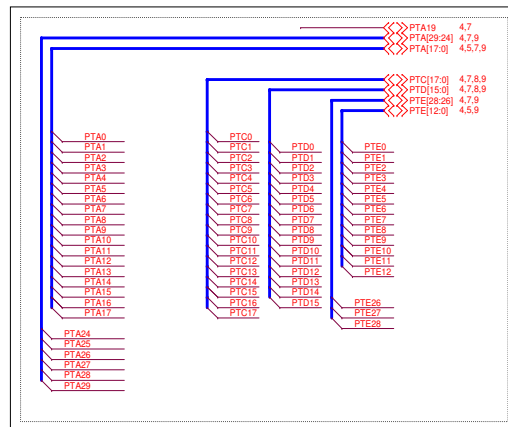 PTA19 4,7
PTA[29:24] 4,7,9
PTA[17:0] 4,5,7,9
PTC[17:0] 4,7,8,9
PTD[15:0] 4,7,8,9
PTE[28:26] 4,7,9
PTE[12:0] 4,5,9
PTA0
PTA1
PTA2
PTA3
PTA4
PTA5
PTA6
PTA7
PTA8
PTA9
PTA10
PTA11
PTA12
PTA13
PTA14
PTA15
PTA16
PTA17
PTA24
PTA25
PTA26
PTA27
PTA28
PTA29
PTC0
PTC1
PTC2
PTC3
PTC4
PTC5
PTC6
PTC7
PTC8
PTC9
PTC10
PTC11
PTC12
PTC13
PTC14
PTC15
PTC16
PTC17
PTD0
PTD1
PTD2
PTD3
PTD4
PTD5
PTD6
PTD7
PTD8
PTD9
PTD10
PTD11
PTD12
PTD13
PTD14
PTD15
PTE0
PTE1
PTE2
PTE3
PTE4
PTE5
PTE6
PTE7
PTE8
PTE9
PTE10
PTE11
PTE12
PTE26
PTE27
PTE28